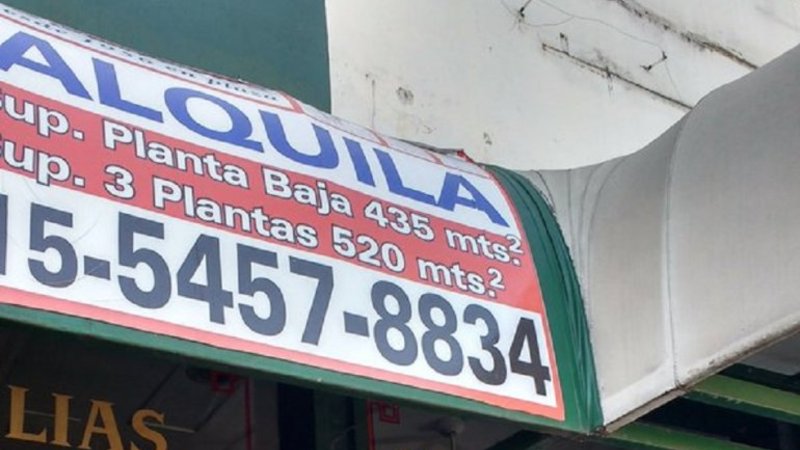 ALQUILA
Sup. Planta Baja 435 mts.²
Sup. 3 Plantas 520 mts.²
15-5457-8834
LIAS